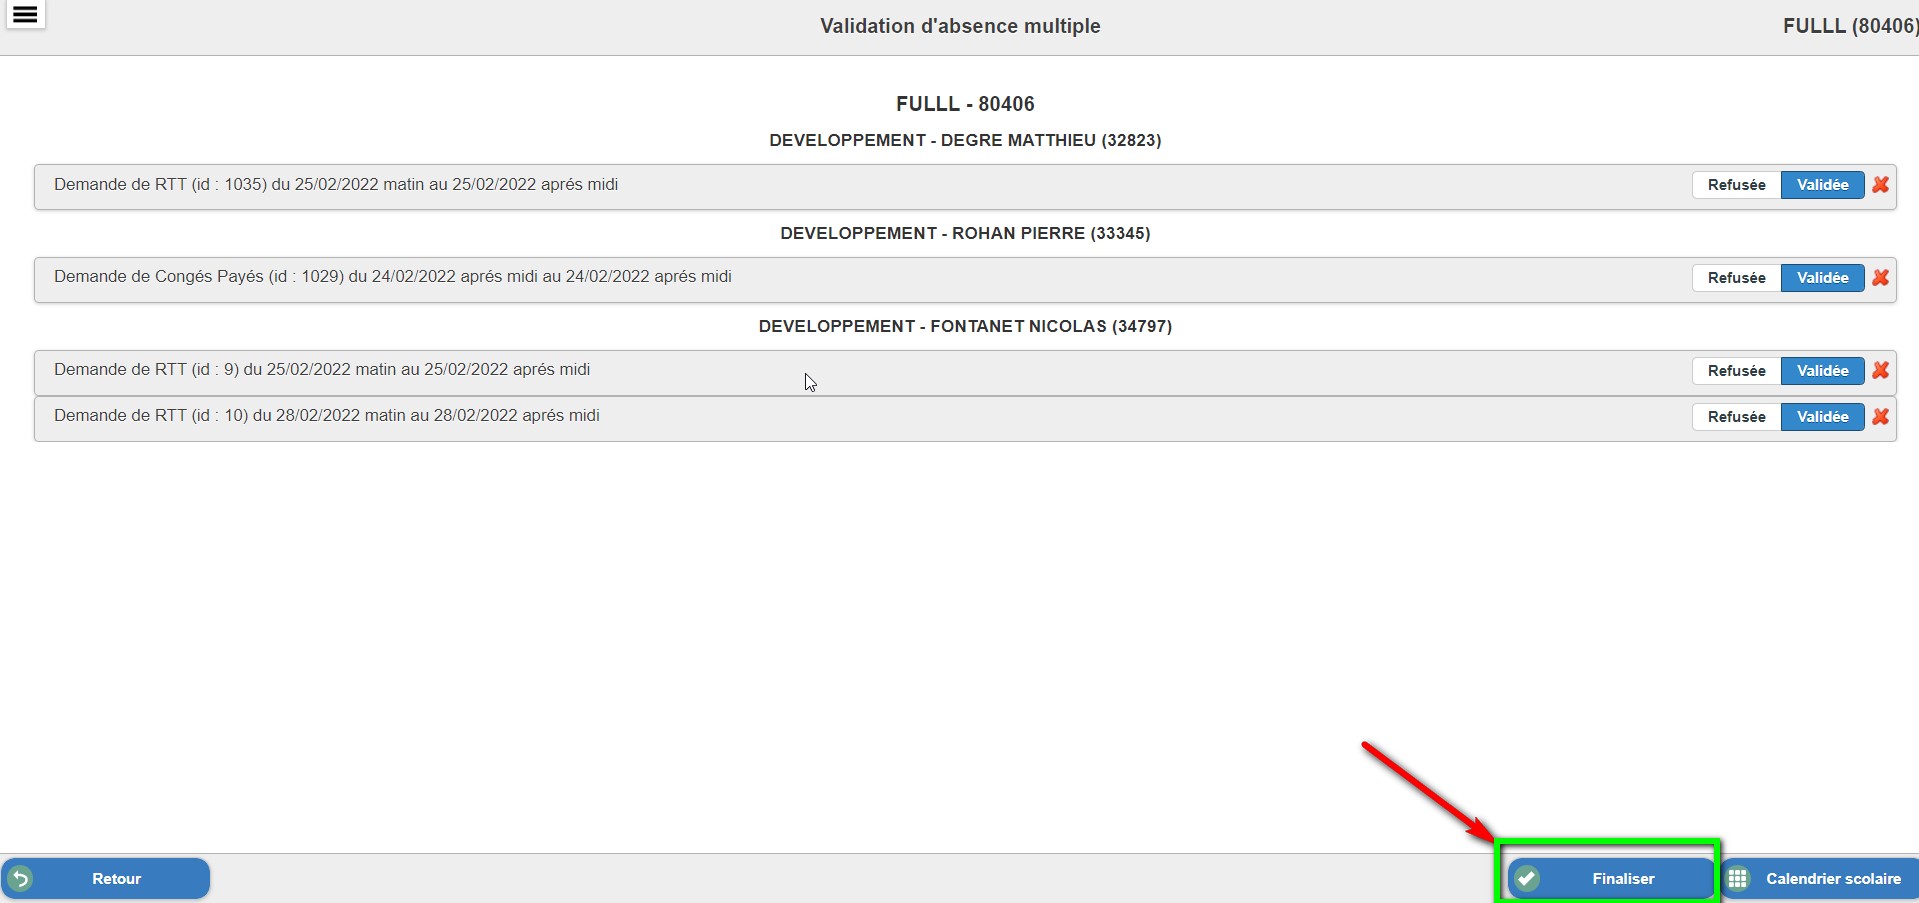 Validation d'absence multiple
FULLL (80406)
FULLL - 80406
DEVELOPPEMENT - DEGRE MATTHIEU (32823)
Demande de RTT (id : 1035) du 25/02/2022 matin au 25/02/2022 aprés midi Refusée Validée
DEVELOPPEMENT - ROHAN PIERRE (33345)
Demande de Congés Payés (id : 1029) du 24/02/2022 aprés midi au 24/02/2022 aprés midi Refusée Validée
DEVELOPPEMENT - FONTANET NICOLAS (34797)
Demande de RTT (id : 9) du 25/02/2022 matin au 25/02/2022 aprés midi Refusée Validée
Demande de RTT (id : 10) du 28/02/2022 matin au 28/02/2022 aprés midi Refusée Validée
Retour
Finaliser
Calendrier scolaire